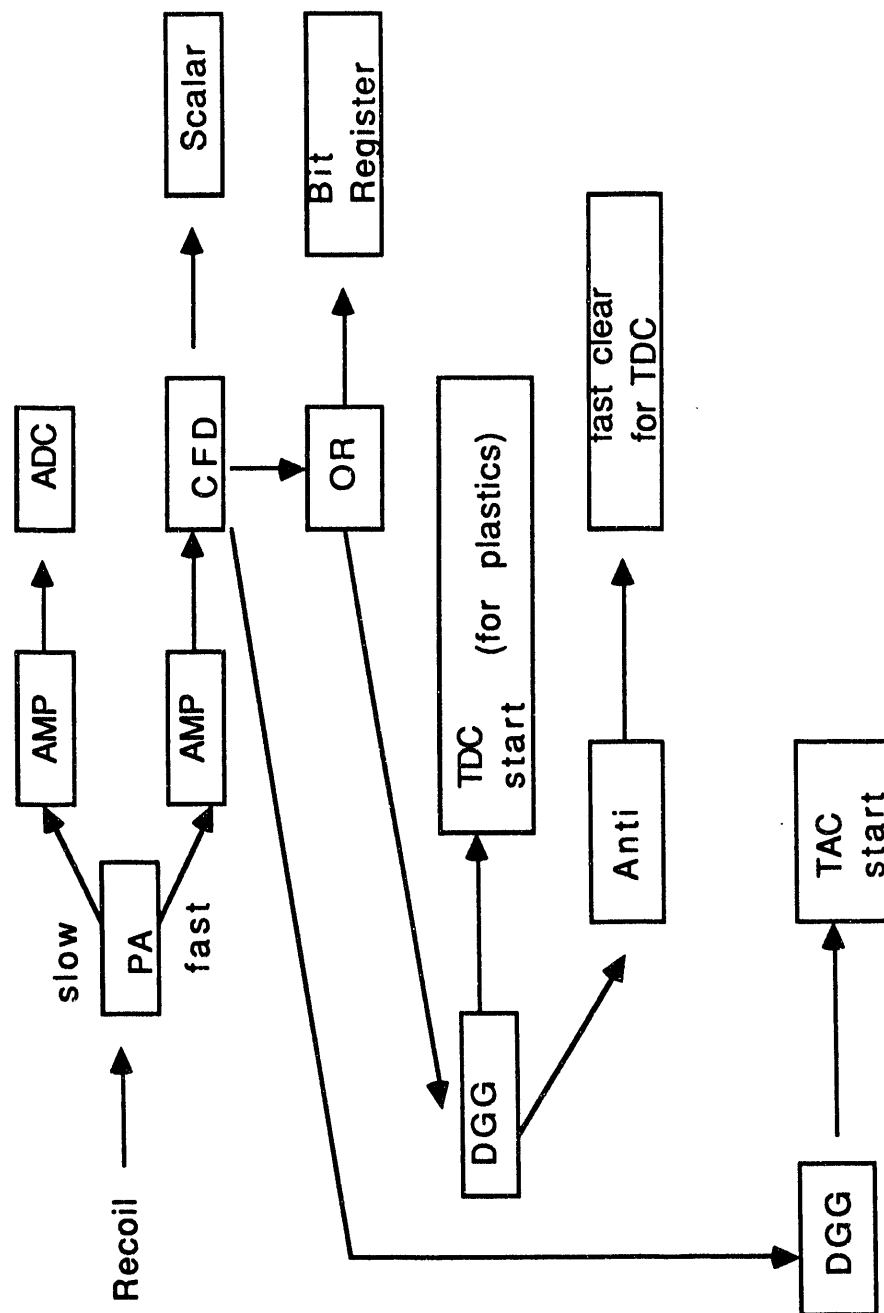 slow
AMP
ADC
Recoil
PA
fast
AMP
CFD
Scalar
OR
Bit
Register
DGG
TDC (for plastics)
start
Anti
fast clear
for TDC
DGG
TAC
start